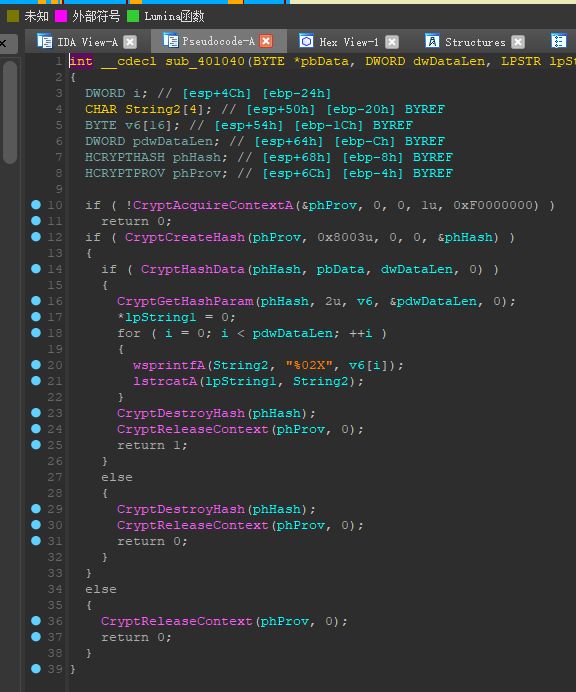 未知 外部符号 Lumina函数
IDA View-A Pseudocode-A Hex View-1 Structures
1 int __cdecl sub_401040(BYTE *pbData, DWORD dwDataLen, LPSTR lpSt
2 {
3 DWORD i; // [esp+4Ch] [ebp-24h]
4 CHAR String2[4]; // [esp+50h] [ebp-20h] BYREF
5 BYTE v6[16]; // [esp+54h] [ebp-1Ch] BYREF
6 DWORD pdwDataLen; // [esp+64h] [ebp-Ch] BYREF
7 HCRYPTHASH phHash; // [esp+68h] [ebp-8h] BYREF
8 HCRYPTPROV phProv; // [esp+6Ch] [ebp-4h] BYREF
9
10 if ( !CryptAcquireContextA(&phProv, 0, 0, 1u, 0xF0000000) )
11 return 0;
12 if ( CryptCreateHash(phProv, 0x8003u, 0, 0, &phHash) )
13 {
14 if ( CryptHashData(phHash, pbData, dwDataLen, 0) )
15 {
16 CryptGetHashParam(phHash, 2u, v6, &pdwDataLen, 0);
17 *lpString1 = 0;
18 for ( i = 0; i < pdwDataLen; ++i )
19 {
20 wsprintfA(String2, "%02X", v6[i]);
21 lstrcatA(lpString1, String2);
22 }
23 CryptDestroyHash(phHash);
24 CryptReleaseContext(phProv, 0);
25 return 1;
26 }
27 else
28 {
29 CryptDestroyHash(phHash);
30 CryptReleaseContext(phProv, 0);
31 return 0;
32 }
33 }
34 else
35 {
36 CryptReleaseContext(phProv, 0);
37 return 0;
38 }
39 }